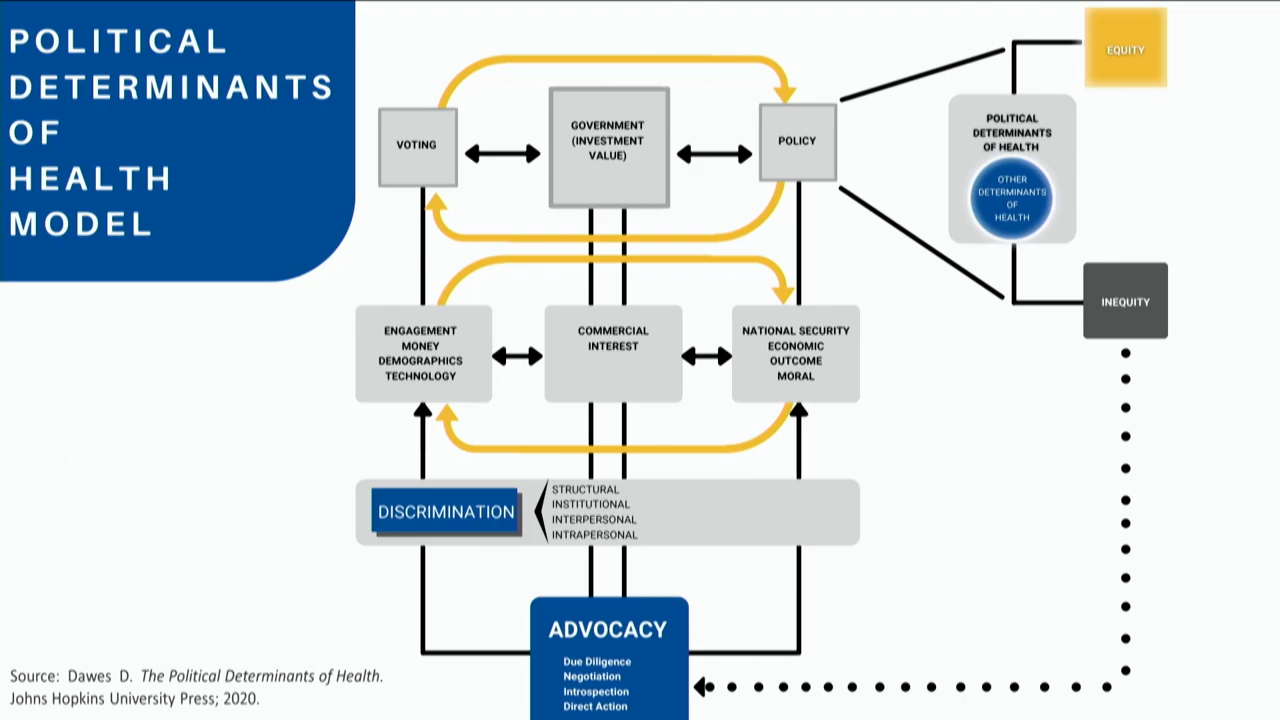 POLITICAL
DETERMINANTS
OF
HEALTH
MODEL
VOTING
GOVERNMENT
(INVESTMENT
VALUE)
POLICY
EQUITY
POLITICAL
DETERMINANTS
OF HEALTH
OTHER
DETERMINANTS
OF
HEALTH
INEQUITY
ENGAGEMENT
MONEY
DEMOGRAPHICS
TECHNOLOGY
COMMERCIAL
INTEREST
NATIONAL SECURITY
ECONOMIC
OUTCOME
MORAL
DISCRIMINATION
STRUCTURAL
INSTITUTIONAL
INTERPERSONAL
INTRAPERSONAL
ADVOCACY
Due Diligence
Negotiation
Introspection
Direct Action
Source: Dawes D. The Political Determinants of Health.
Johns Hopkins University Press; 2020.